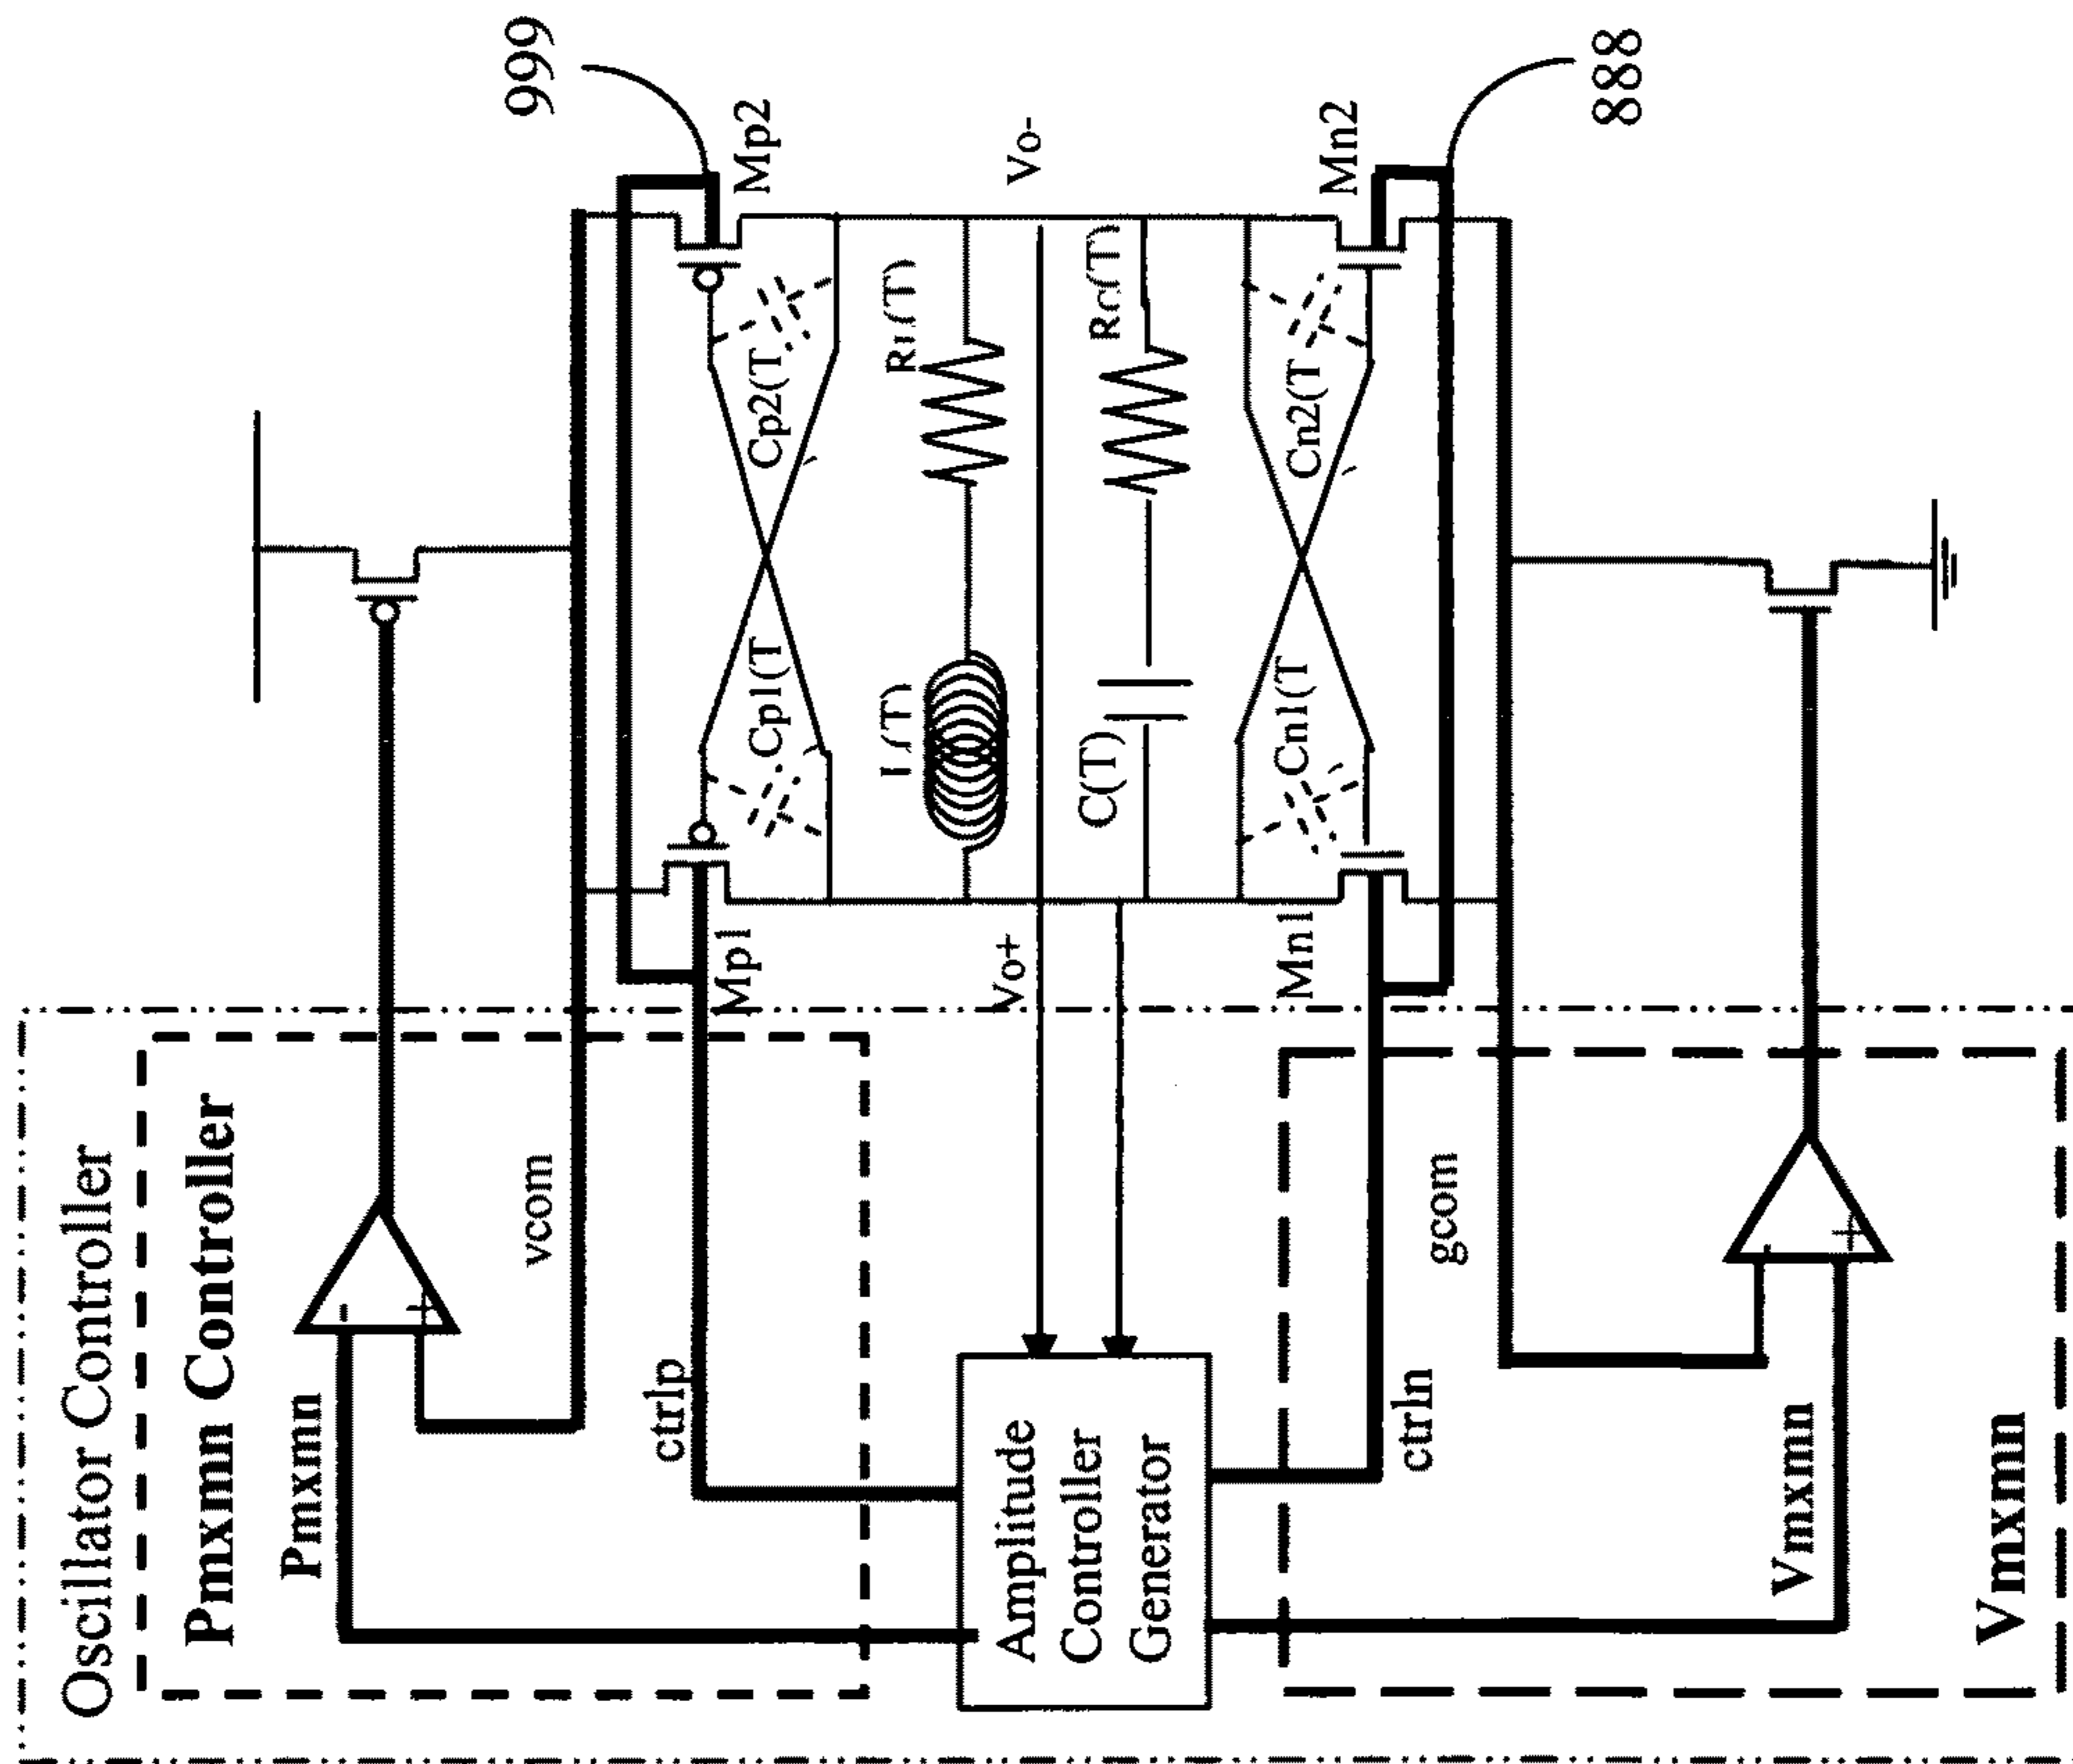 Oscillator Controller
Pmxmn Controller
Pmxmn
vcom
ctrlp
Amplitude
Controller
Generator
ctrln
gcom
Vmxmn
Vmxmn
999
Mp2
Mp1
Cp2(T)
Cp1(T)
RL(T)
L(T)
Vo-
Vo+
RC(T)
C(T)
Cn2(T)
Cn1(T)
Mn2
Mn1
888